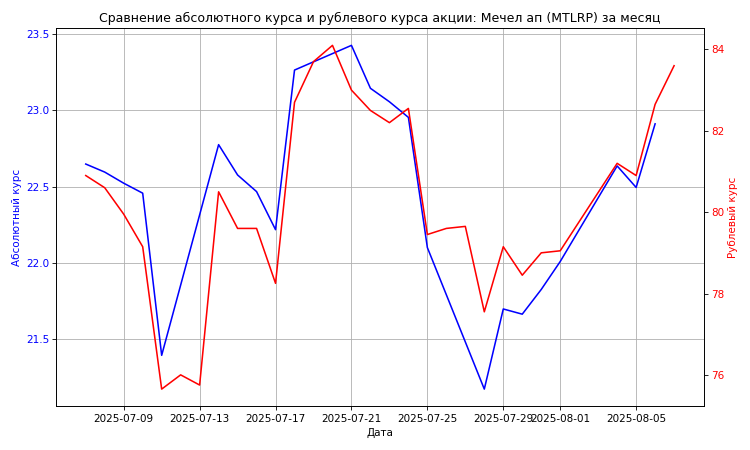 Сравнение абсолютного курса и рублевого курса акции: Мечел ап (MTLRP) за месяц
23.5
23.0
22.5
22.0
21.5
Абсолютный курс
84
82
80
78
76
Рублевый курс
2025-07-09 2025-07-13 2025-07-17 2025-07-21 2025-07-25 2025-07-29 2025-08-01 2025-08-05
Дата